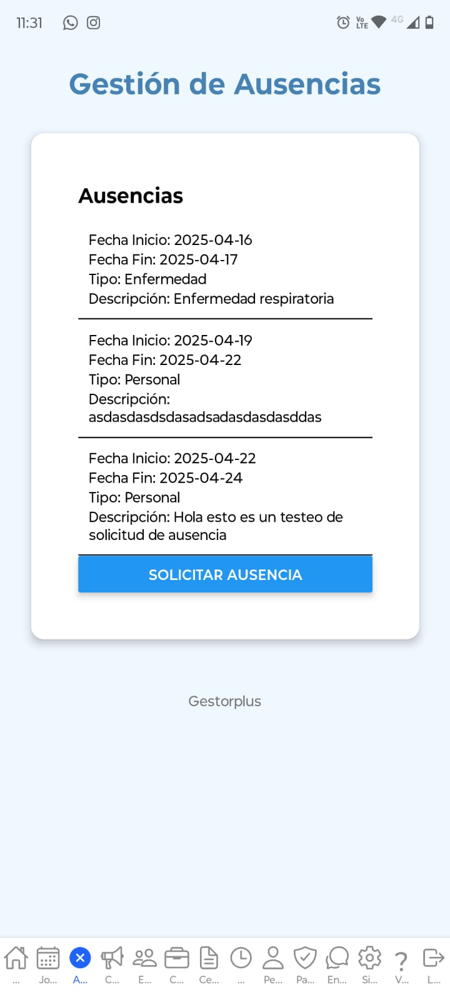 11:31
Vo
LTE
4G
Gestión de Ausencias
Ausencias
Fecha Inicio: 2025-04-16
Fecha Fin: 2025-04-17
Tipo: Enfermedad
Descripción: Enfermedad respiratoria
Fecha Inicio: 2025-04-19
Fecha Fin: 2025-04-22
Tipo: Personal
Descripción:
asdasdasdsdasadsadasdasdasddas
Fecha Inicio: 2025-04-22
Fecha Fin: 2025-04-24
Tipo: Personal
Descripción: Hola esto es un testeo de
solicitud de ausencia
SOLICITAR AUSENCIA
Gestorplus
... Jo... A... C... E... C... Ce... ... Pe... Pa... En... Si... V... L...